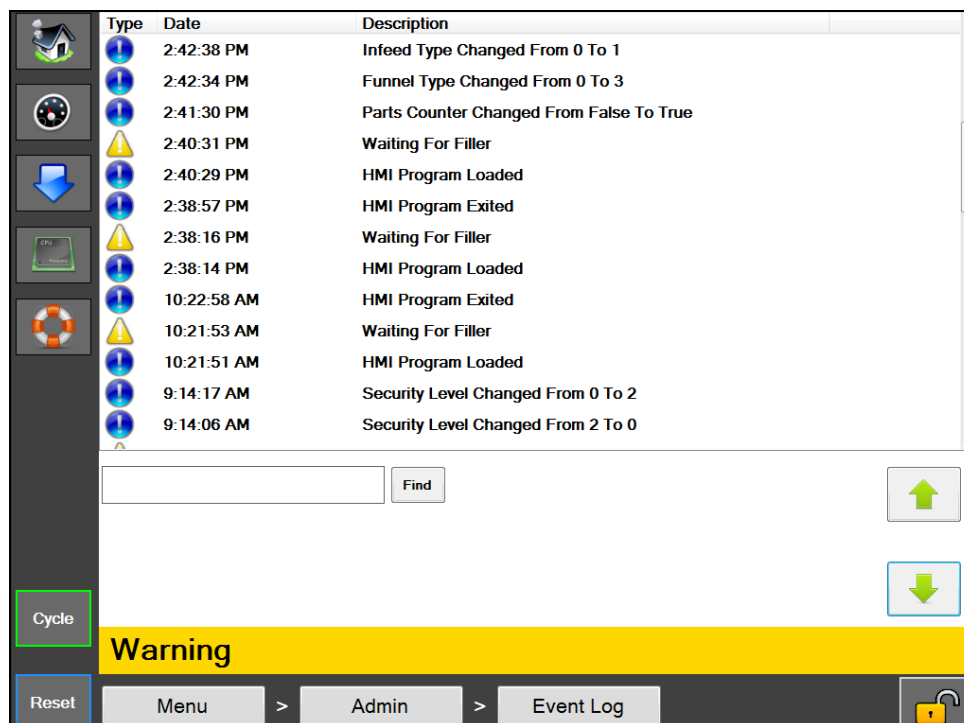 Type Date Description
2:42:38 PM Infeed Type Changed From 0 To 1
2:42:34 PM Funnel Type Changed From 0 To 3
2:41:30 PM Parts Counter Changed From False To True
2:40:31 PM Waiting For Filler
2:40:29 PM HMI Program Loaded
2:38:57 PM HMI Program Exited
2:38:16 PM Waiting For Filler
2:38:14 PM HMI Program Loaded
10:22:58 AM HMI Program Exited
10:21:53 AM Waiting For Filler
10:21:51 AM HMI Program Loaded
9:14:17 AM Security Level Changed From 0 To 2
9:14:06 AM Security Level Changed From 2 To 0
CPU
Find
Cycle
Warning
Reset Menu > Admin > Event Log